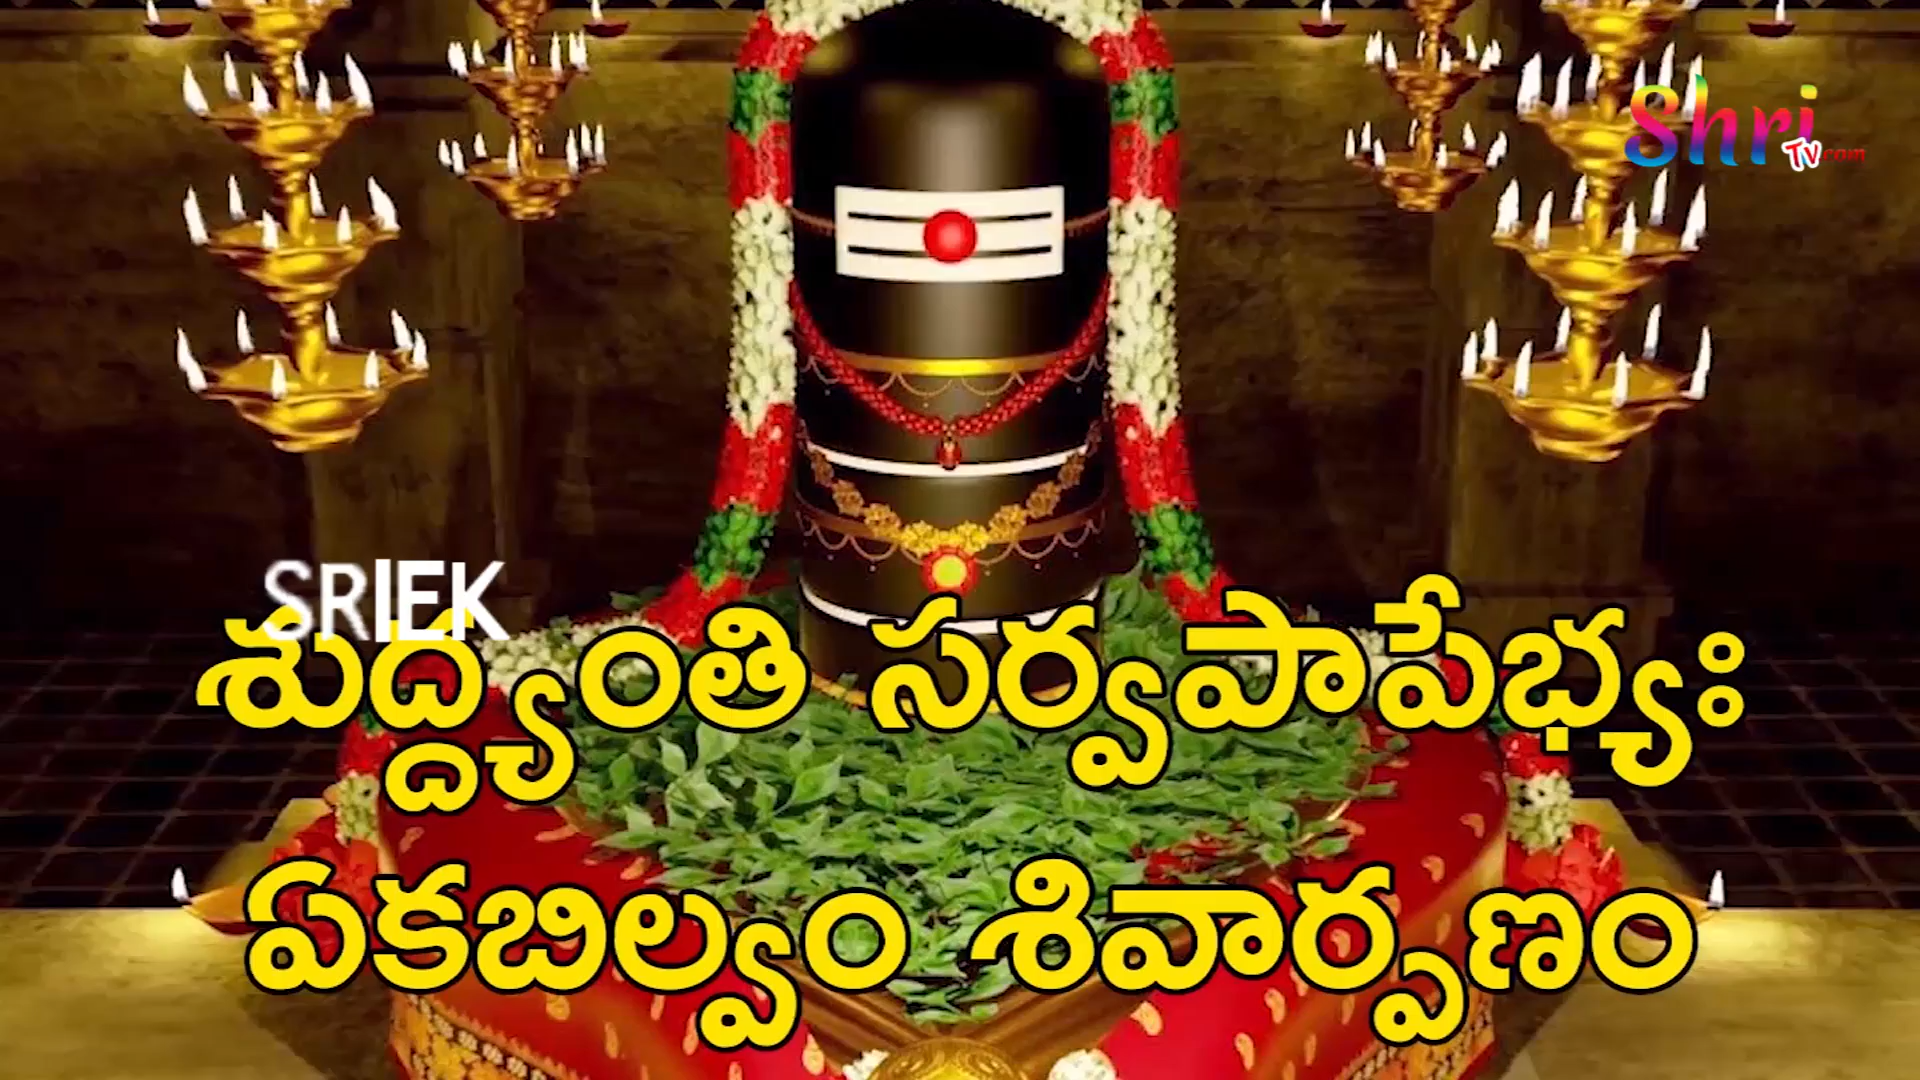 Shri
TV.com
SRIEK
శుద్ద్యంతి సర్వపాపేభ్యః
ఏకబిల్వం శివార్పణం